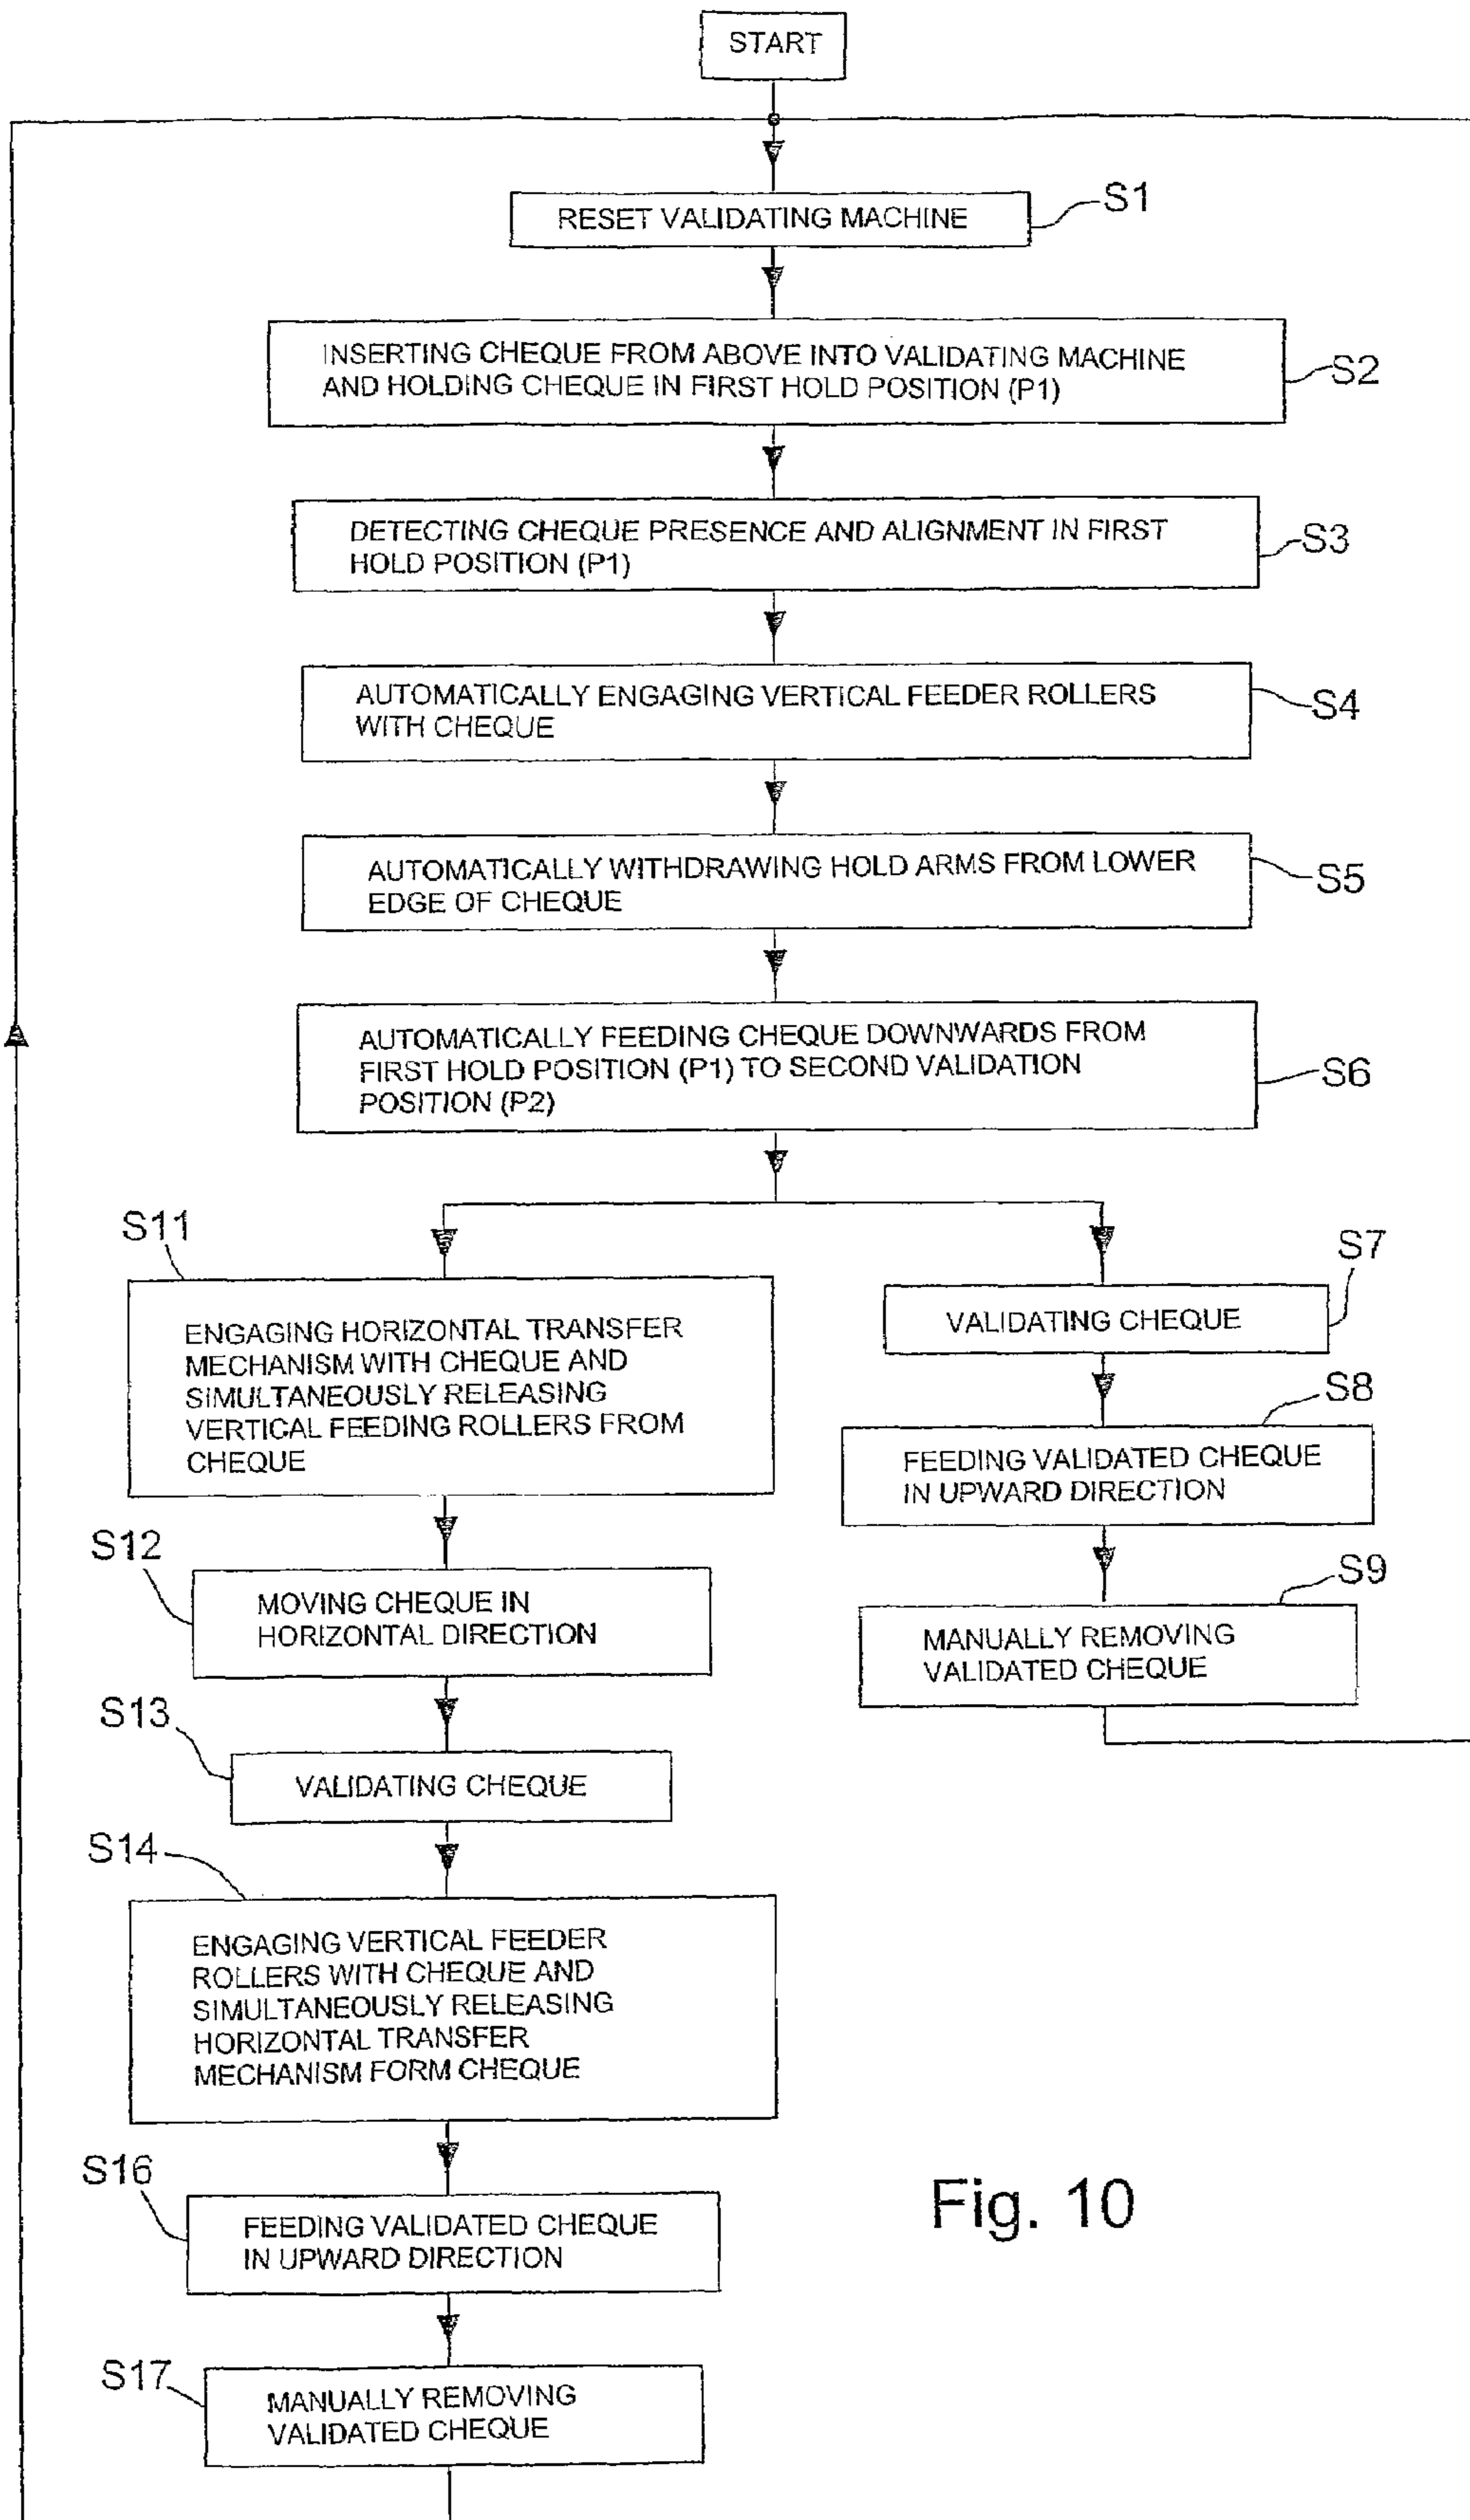 START
RESET VALIDATING MACHINE
S1
INSERTING CHEQUE FROM ABOVE INTO VALIDATING MACHINE
AND HOLDING CHEQUE IN FIRST HOLD POSITION (P1)
S2
DETECTING CHEQUE PRESENCE AND ALIGNMENT IN FIRST
HOLD POSITION (P1)
S3
AUTOMATICALLY ENGAGING VERTICAL FEEDER ROLLERS
WITH CHEQUE
S4
AUTOMATICALLY WITHDRAWING HOLD ARMS FROM LOWER
EDGE OF CHEQUE
S5
AUTOMATICALLY FEEDING CHEQUE DOWNWARDS FROM
FIRST HOLD POSITION (P1) TO SECOND VALIDATION
POSITION (P2)
S6
S11
ENGAGING HORIZONTAL TRANSFER
MECHANISM WITH CHEQUE AND
SIMULTANEOUSLY RELEASING
VERTICAL FEEDING ROLLERS FROM
CHEQUE
S12
MOVING CHEQUE IN
HORIZONTAL DIRECTION
S13
VALIDATING CHEQUE
S14
ENGAGING VERTICAL FEEDER
ROLLERS WITH CHEQUE AND
SIMULTANEOUSLY RELEASING
HORIZONTAL TRANSFER
MECHANISM FORM CHEQUE
S16
FEEDING VALIDATED CHEQUE
IN UPWARD DIRECTION
S17
MANUALLY REMOVING
VALIDATED CHEQUE
S7
VALIDATING CHEQUE
S8
FEEDING VALIDATED CHEQUE
IN UPWARD DIRECTION
S9
MANUALLY REMOVING
VALIDATED CHEQUE
Fig. 10